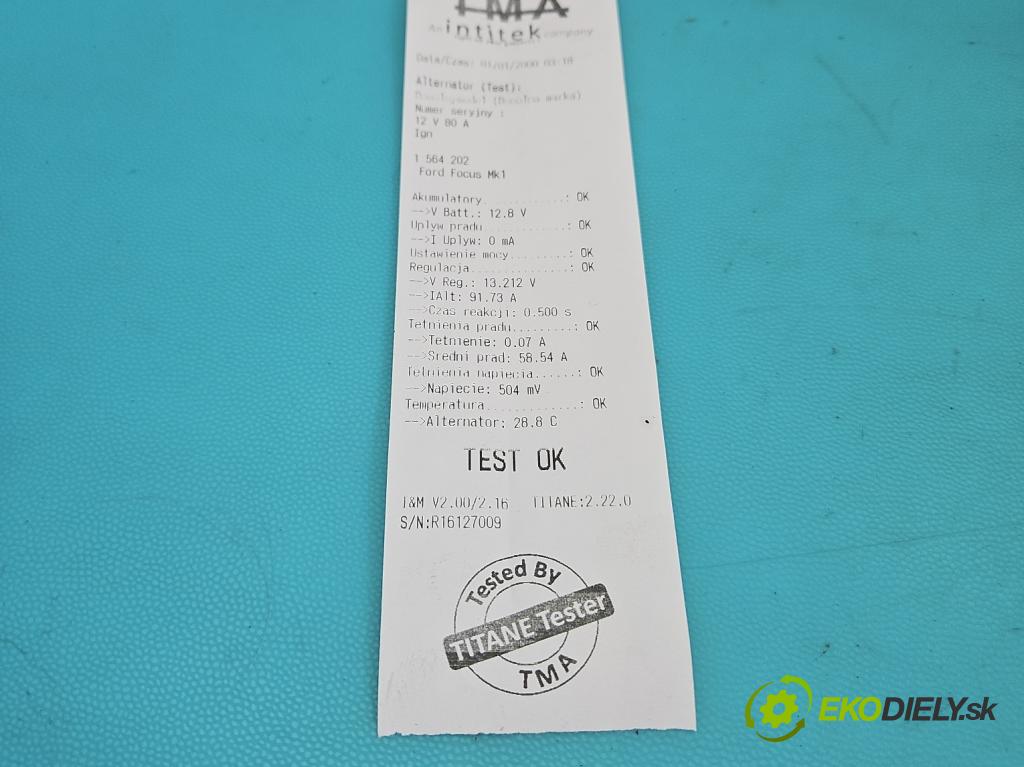 TMA
An intitek company
Data/Czas: 01/01/2000 03:18
Alternator (Test):
(Dowolna marka)
Numer seryjny :
12 V 80 A
Ign
1 564 202
Ford Focus Mk1
Akumulatory............: OK
-->V Batt.: 12.8 V
Uplyw pradu............: OK
-->I Uplyw: 0 mA
Ustawienie mocy........: OK
Regulacja..............: OK
-->V Reg.: 13.212 V
-->IAlt: 91.73 A
-->Czas reakcji: 0.500 s
Tetnienia pradu.........: OK
-->Tetnienie: 0.07 A
-->Sredni prad: 58.54 A
Tetnienia napiecia......: OK
-->Napiecie: 504 mV
Temperatura.............: OK
-->Alternator: 28.8 C
TEST OK
I&M V2.00/2.16 TITANE:2.22.0
S/N:R16127009
Tested By
TITANE Tester
TMA
EKODIELY.sk